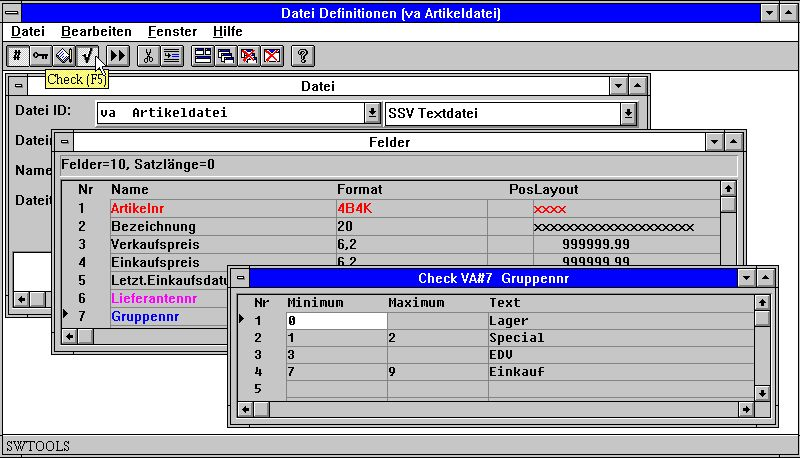 Datei Definitionen (va Artikeldatei)
Datei Bearbeiten Fenster Hilfe
#
?
Check (F5)
Datei
Datei ID: va Artikeldatei SSV Textdatei
Felder
Felder=10, Satzlänge=0
Name
Nr Name Format Pos Layout
1 Artikelnr 4B4K xxxx
2 Bezeichnung 20 xxxxxxxxxxxxxxxxxxxx
3 Verkaufspreis 6,2 999999.99
4 Einkaufspreis 6,2 999999.99
5
6 Lieferantennr
7 Gruppennr
Check VA#7 Gruppennr
Nr Minimum Maximum Text
1 0 Lager
2 1 2 Special
3 3 EDV
4 7 9 Einkauf
5
SWTOOLS